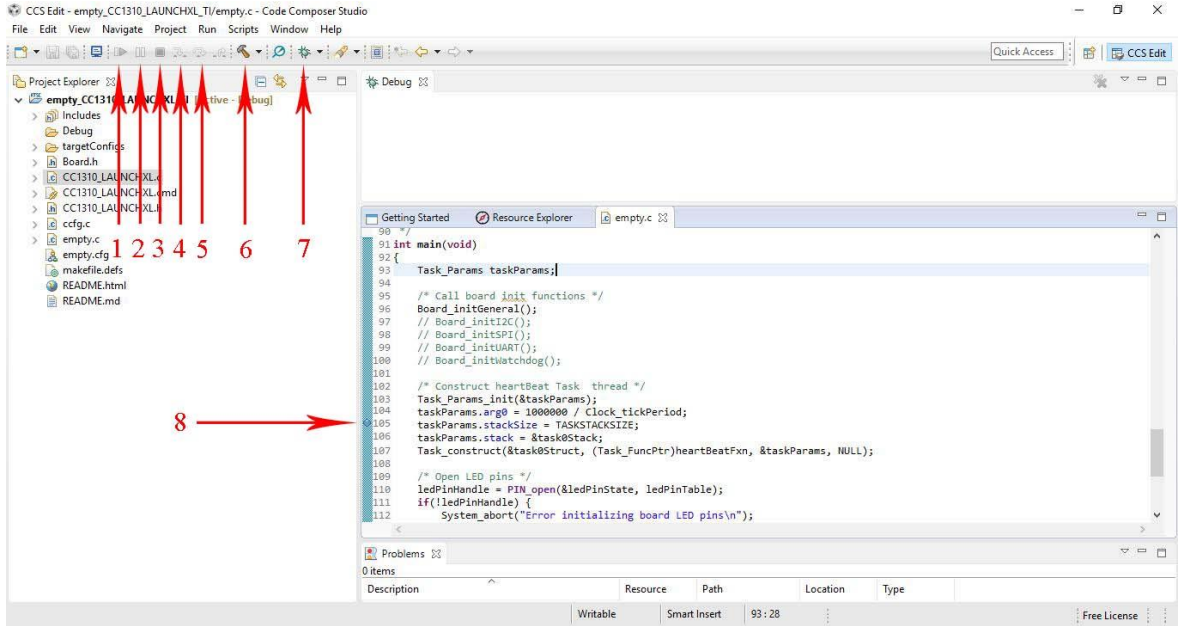 CCS Edit - empty_CC1310_LAUNCHXL_TI/empty.c - Code Composer Studio
File Edit View Navigate Project Run Scripts Window Help
Quick Access
CCS Edit
Project Explorer
empty_CC1310_LAUNCHXL_TI [Active - Debug]
Includes
Debug
targetConfigs
Board.h
CC1310_LAUNCHXL.c
CC1310_LAUNCHXL.cmd
CC1310_LAUNCHXL.h
ccfg.c
empty.c
empty.cfg
makefile.defs
README.html
README.md
1 2 3 4 5 6 7
8
Debug
Getting Started Resource Explorer empty.c
90 */
91 int main(void)
92 {
93 Task_Params taskParams;
94
95 /* Call board init functions */
96 Board_initGeneral();
97 // Board_initI2C();
98 // Board_initSPI();
99 // Board_initUART();
100 // Board_initWatchdog();
101
102 /* Construct heartBeat Task  thread */
103 Task_Params_init(&taskParams);
104 taskParams.arg0 = 1000000 / Clock_tickPeriod;
105 taskParams.stackSize = TASKSTACKSIZE;
106 taskParams.stack = &task0Stack;
107 Task_construct(&task0Struct, (Task_FuncPtr)heartBeatFxn, &taskParams, NULL);
108
109 /* Open LED pins */
110 ledPinHandle = PIN_open(&ledPinState, ledPinTable);
111 if(!ledPinHandle) {
112 System_abort("Error initializing board LED pins\n");
Problems
0 items
Description Resource Path Location Type
Writable Smart Insert 93 : 28 Free License